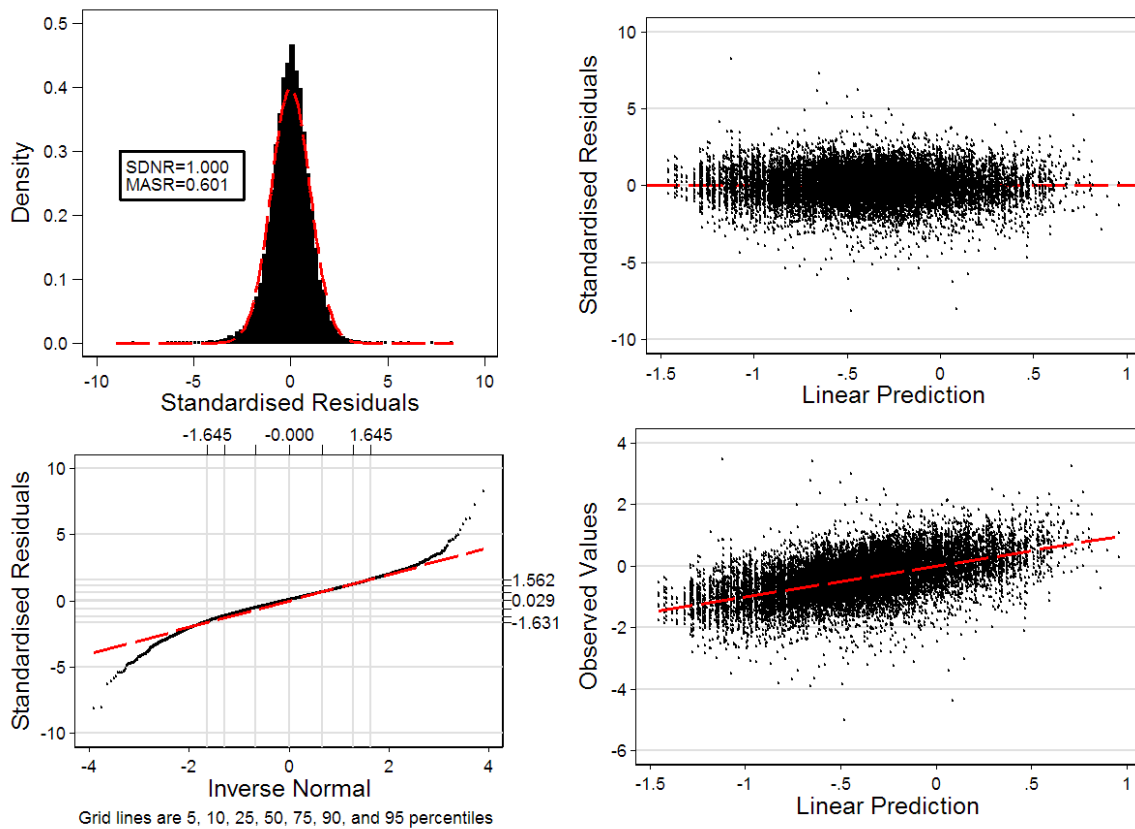 0.5
0.4
0.3
0.2
0.1
0.0
Density
SDNR=1.000
MASR=0.601
-10 -5 0 5 10
Standardised Residuals
10
5
0
-5
-10
Standardised Residuals
-1.5 -1 -.5 0 .5 1
Linear Prediction
-1.645 -0.000 1.645
10
5
0
-5
-10
Standardised Residuals
1.562
0.029
-1.631
-4 -2 0 2 4
Inverse Normal
Grid lines are 5, 10, 25, 50, 75, 90, and 95 percentiles
4
2
0
-2
-4
-6
Observed Values
-1.5 -1 -.5 0 .5 1
Linear Prediction